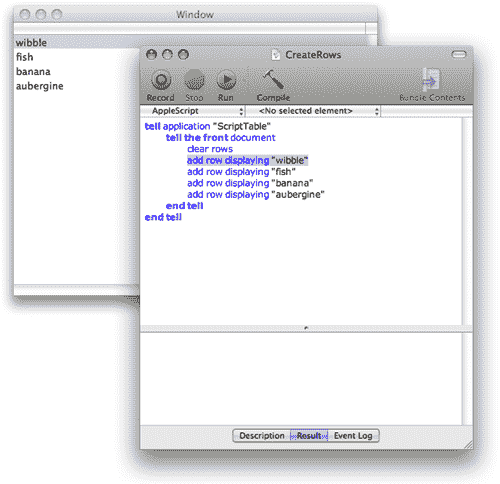 Window
wibble
fish
banana
aubergine
CreateRows
Record Stop Run Compile Bundle Contents
AppleScript <No selected element>
tell application "ScriptTable"
tell the front document
clear rows
add row displaying "wibble"
add row displaying "fish"
add row displaying "banana"
add row displaying "aubergine"
end tell
end tell
Description Result Event Log